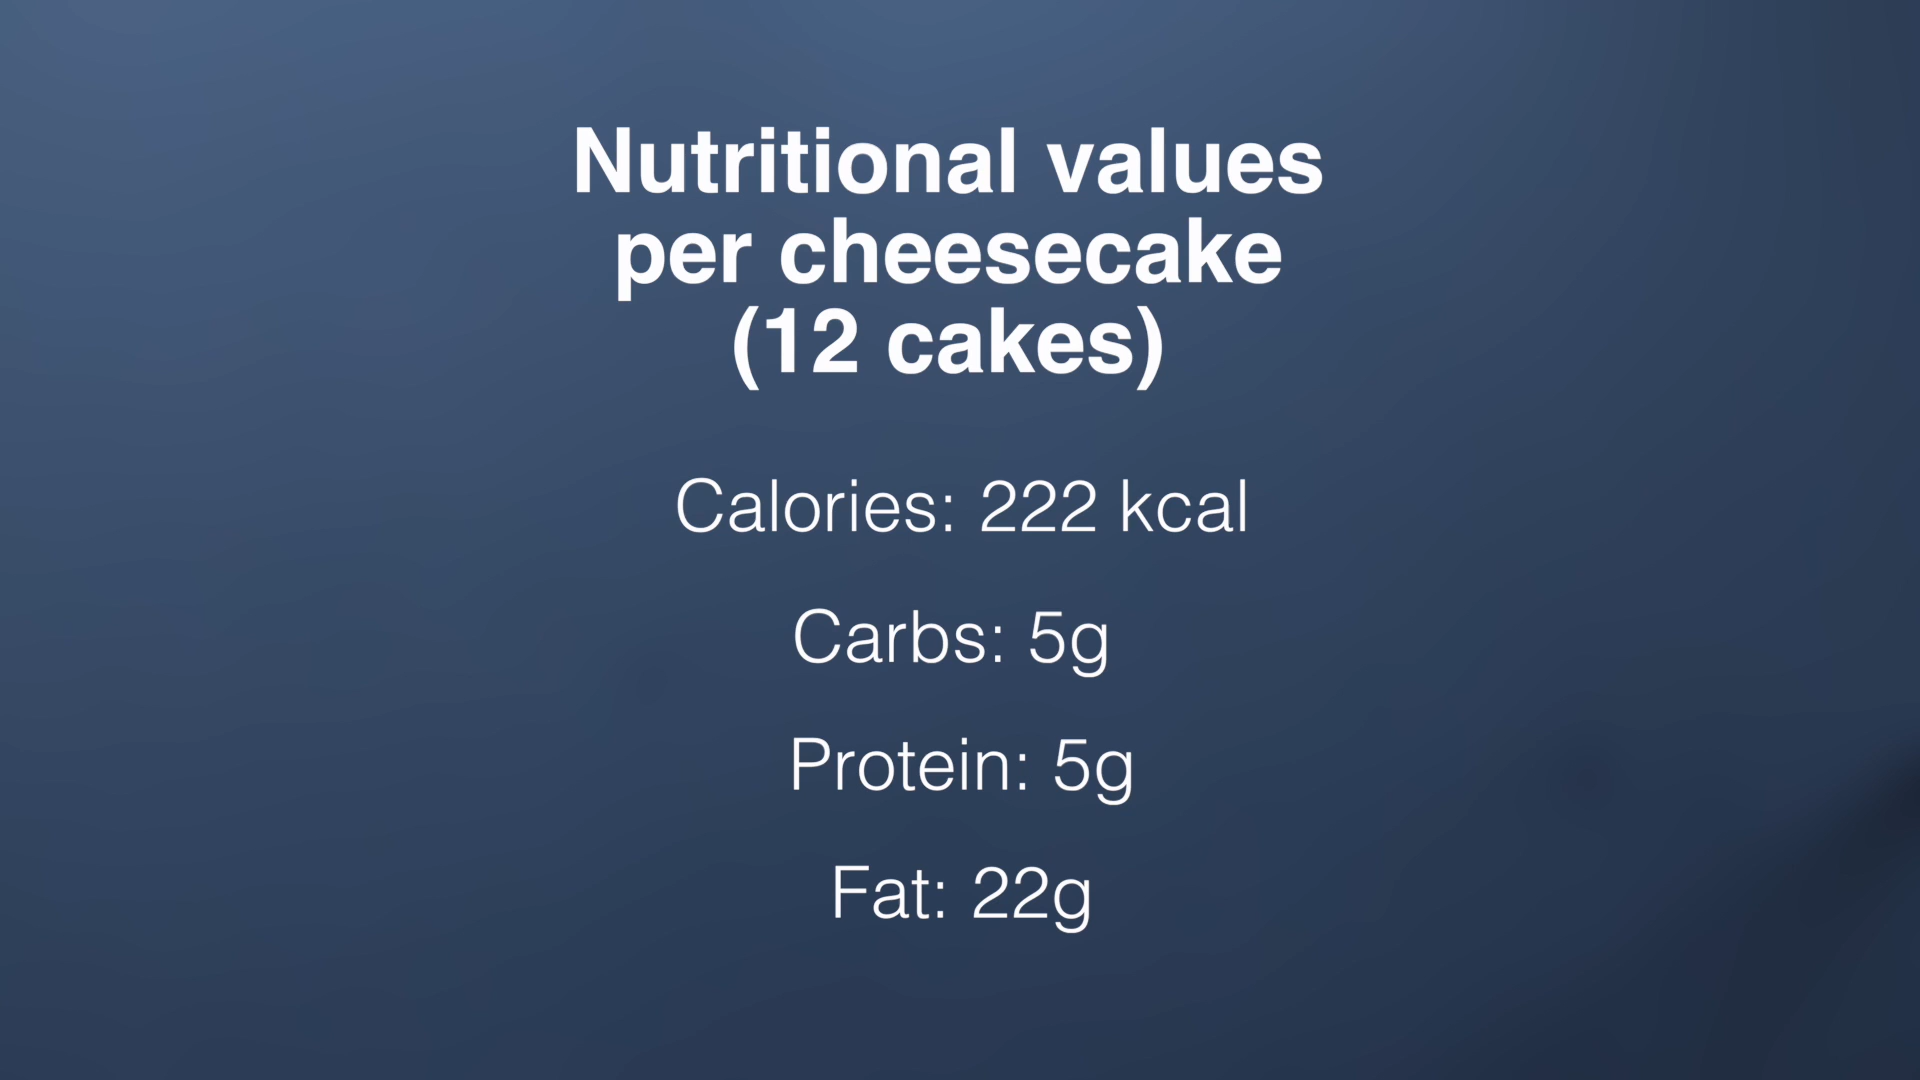 Nutritional values
per cheesecake
(12 cakes)
Calories: 222 kcal
Carbs: 5g
Protein: 5g
Fat: 22g